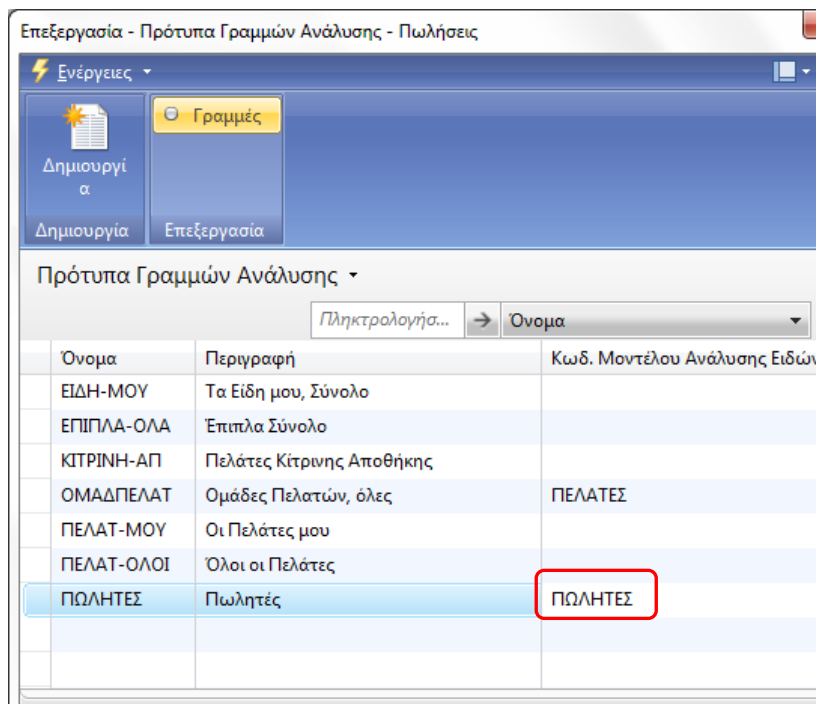 Επεξεργασία - Πρότυπα Γραμμών Ανάλυσης - Πωλήσεις
Ενέργειες
Γραμμές
Δημιουργί
α
Δημιουργία Επεξεργασία
Πρότυπα Γραμμών Ανάλυσης
Πληκτρολογήσ... Όνομα
Όνομα Περιγραφή Κωδ. Μοντέλου Ανάλυσης Ειδών
ΕΙΔΗ-ΜΟΥ Τα Είδη μου, Σύνολο
ΕΠΙΠΛΑ-ΟΛΑ Έπιπλα Σύνολο
ΚΙΤΡΙΝΗ-ΑΠ Πελάτες Κίτρινης Αποθήκης
ΟΜΑΔΠΕΛΑΤ Ομάδες Πελατών, όλες ΠΕΛΑΤΕΣ
ΠΕΛΑΤ-ΜΟΥ Οι Πελάτες μου
ΠΕΛΑΤ-ΟΛΟΙ Όλοι οι Πελάτες
ΠΩΛΗΤΕΣ Πωλητές ΠΩΛΗΤΕΣ